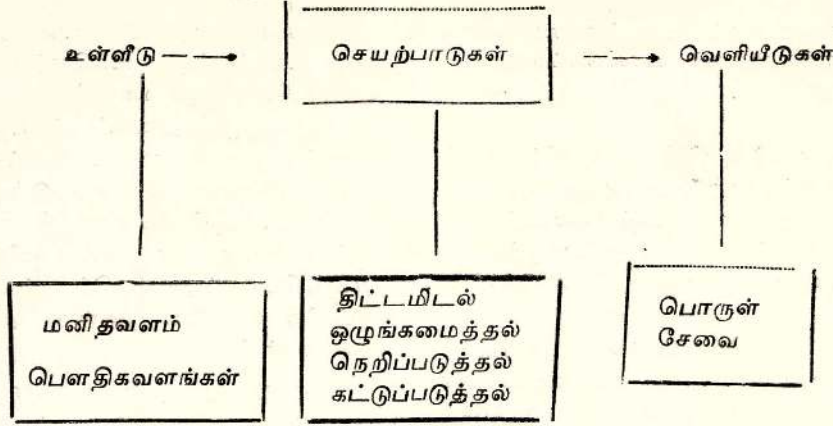 உள்ளீடு
செயற்பாடுகள்
வெளியீடுகள்
மனிதவளம்
பௌதிகவளங்கள்
திட்டமிடல்
ஒழுங்கமைத்தல்
நெறிப்படுத்தல்
கட்டுப்படுத்தல்
பொருள்
சேவை